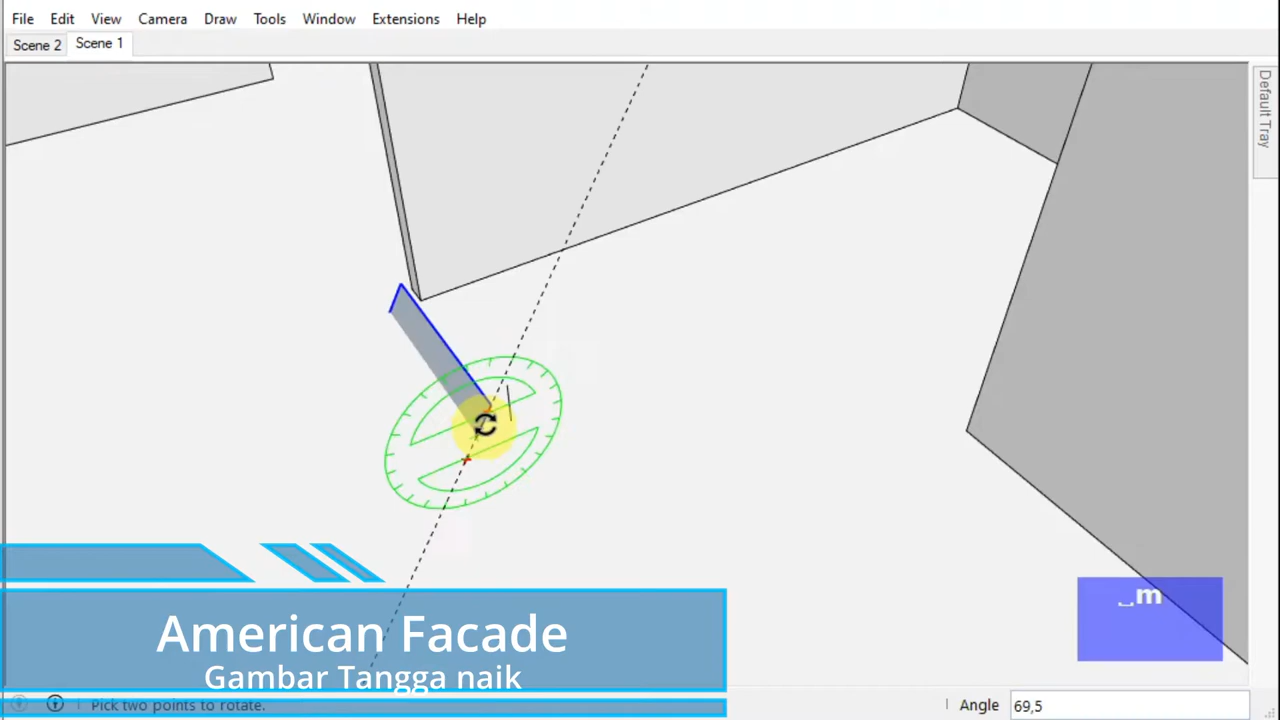 File Edit View Camera Draw Tools Window Extensions Help
Scene 2 Scene 1
Default Tray
␣m
American Facade
Gambar Tangga naik
Pick two points to rotate.
Angle 69,5